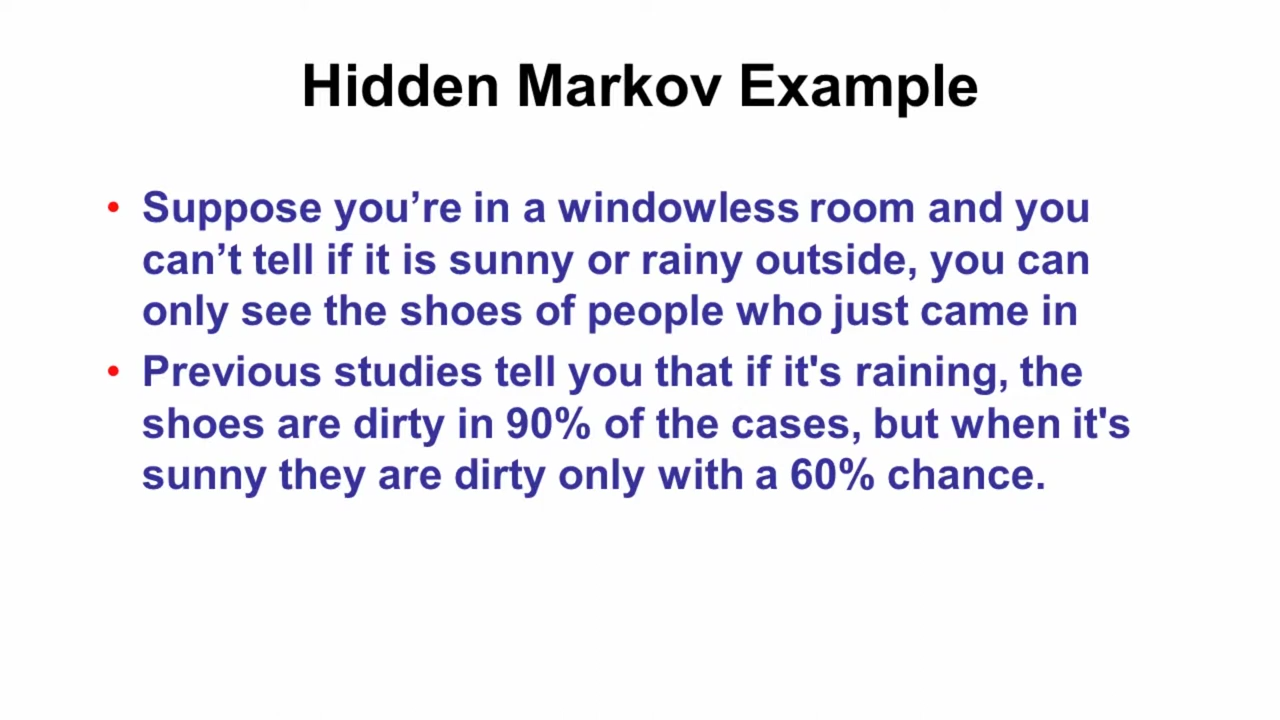 Hidden Markov Example
• Suppose you’re in a windowless room and you
can’t tell if it is sunny or rainy outside, you can
only see the shoes of people who just came in
• Previous studies tell you that if it's raining, the
shoes are dirty in 90% of the cases, but when it's
sunny they are dirty only with a 60% chance.